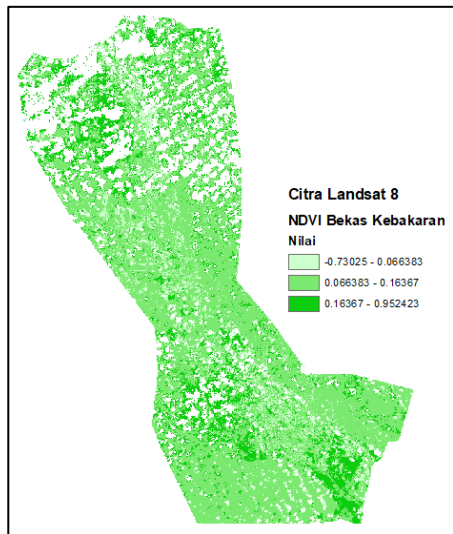 Citra Landsat 8
NDVI Bekas Kebakaran
Nilai
-0.73025 - 0.066383
0.066383 - 0.16367
0.16367 - 0.952423